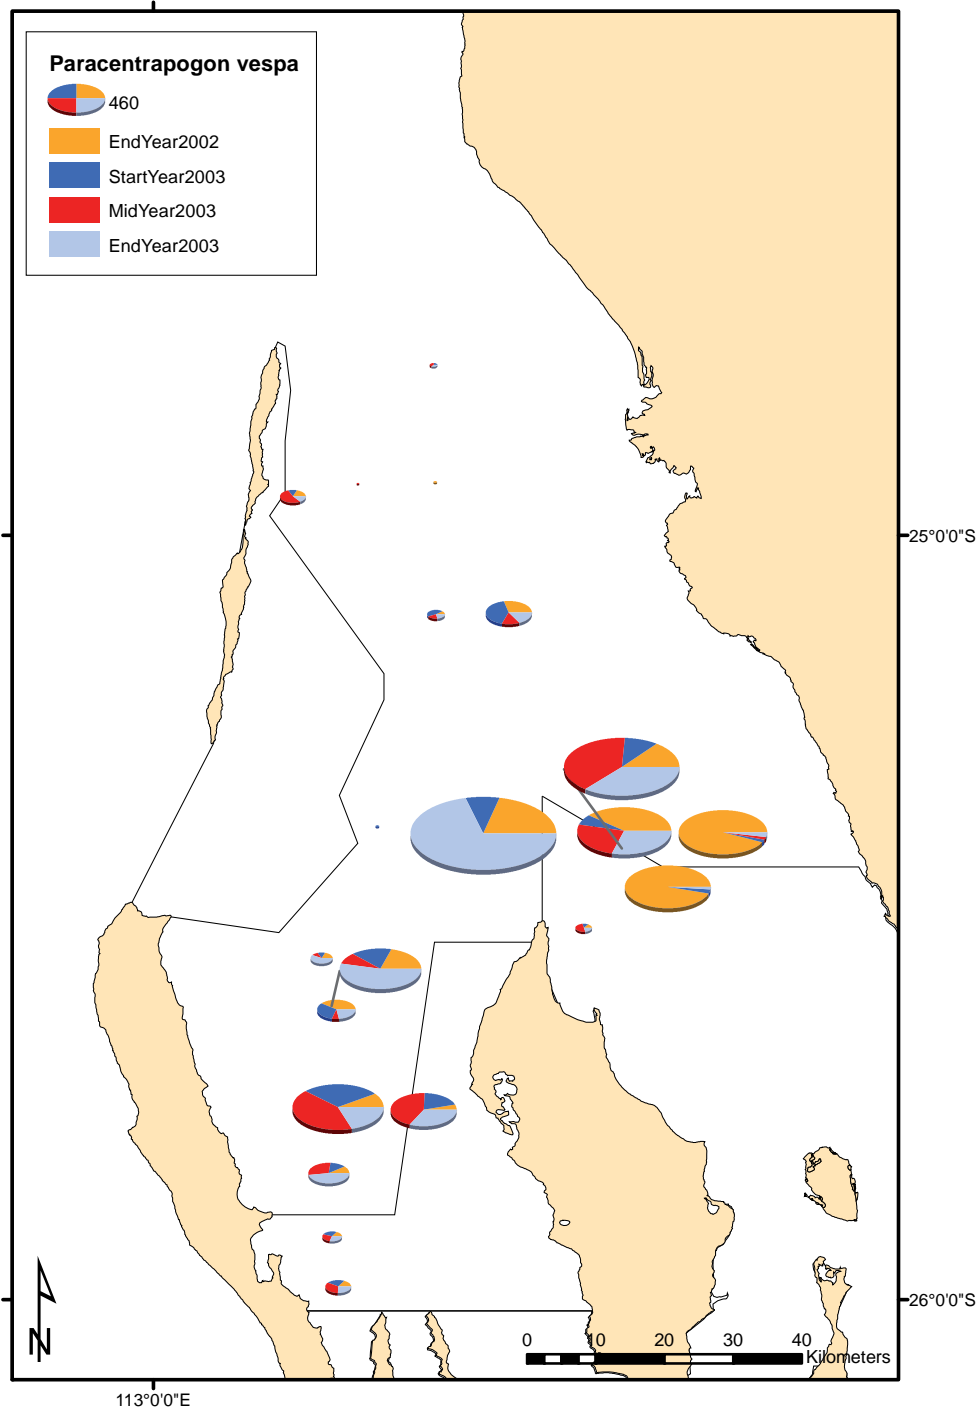 Paracentrapogon vespa
460
EndYear2002
StartYear2003
MidYear2003
EndYear2003
25°0'0"S
26°0'0"S
N
0 10 20 30 40
Kilometers
113°0'0"E